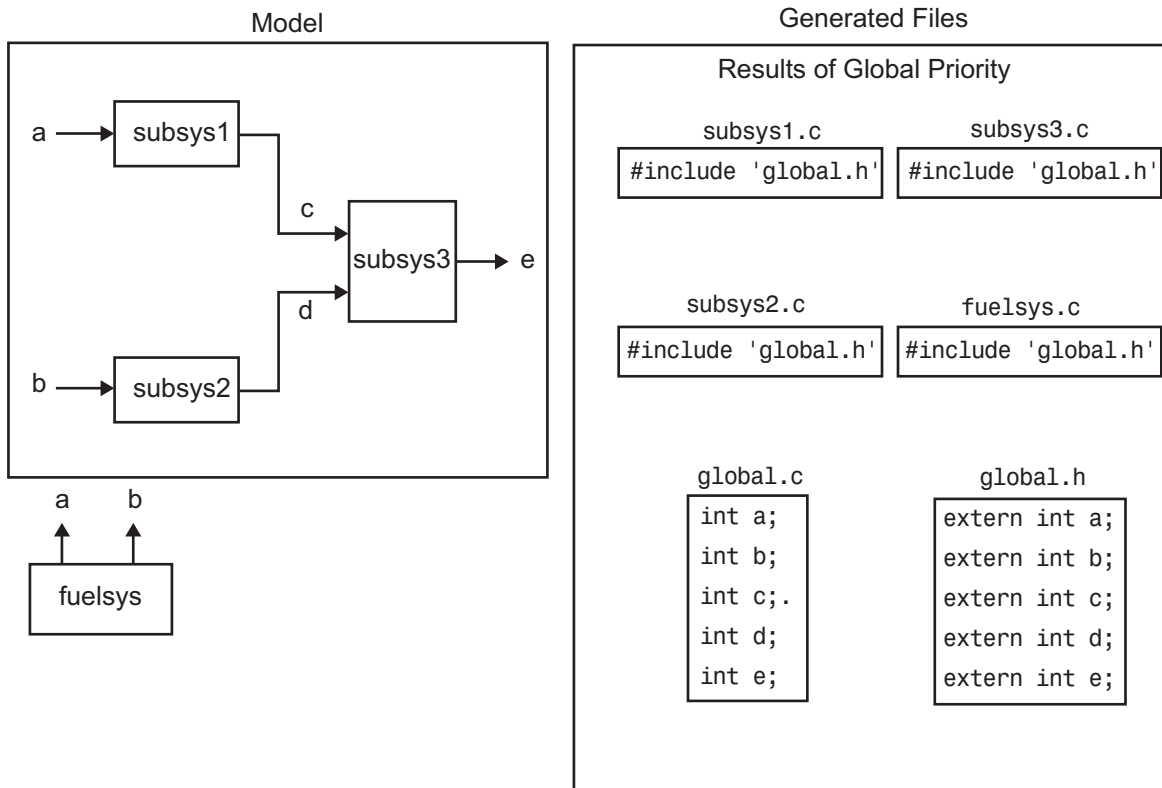 Model
a
subsys1
c
subsys3
e
d
b
subsys2
a b
fuelsys
Generated Files
Results of Global Priority
subsys1.c
#include 'global.h'
subsys3.c
#include 'global.h'
subsys2.c
#include 'global.h'
fuelsys.c
#include 'global.h'
global.c
int a;
int b;
int c;.
int d;
int e;
global.h
extern int a;
extern int b;
extern int c;
extern int d;
extern int e;